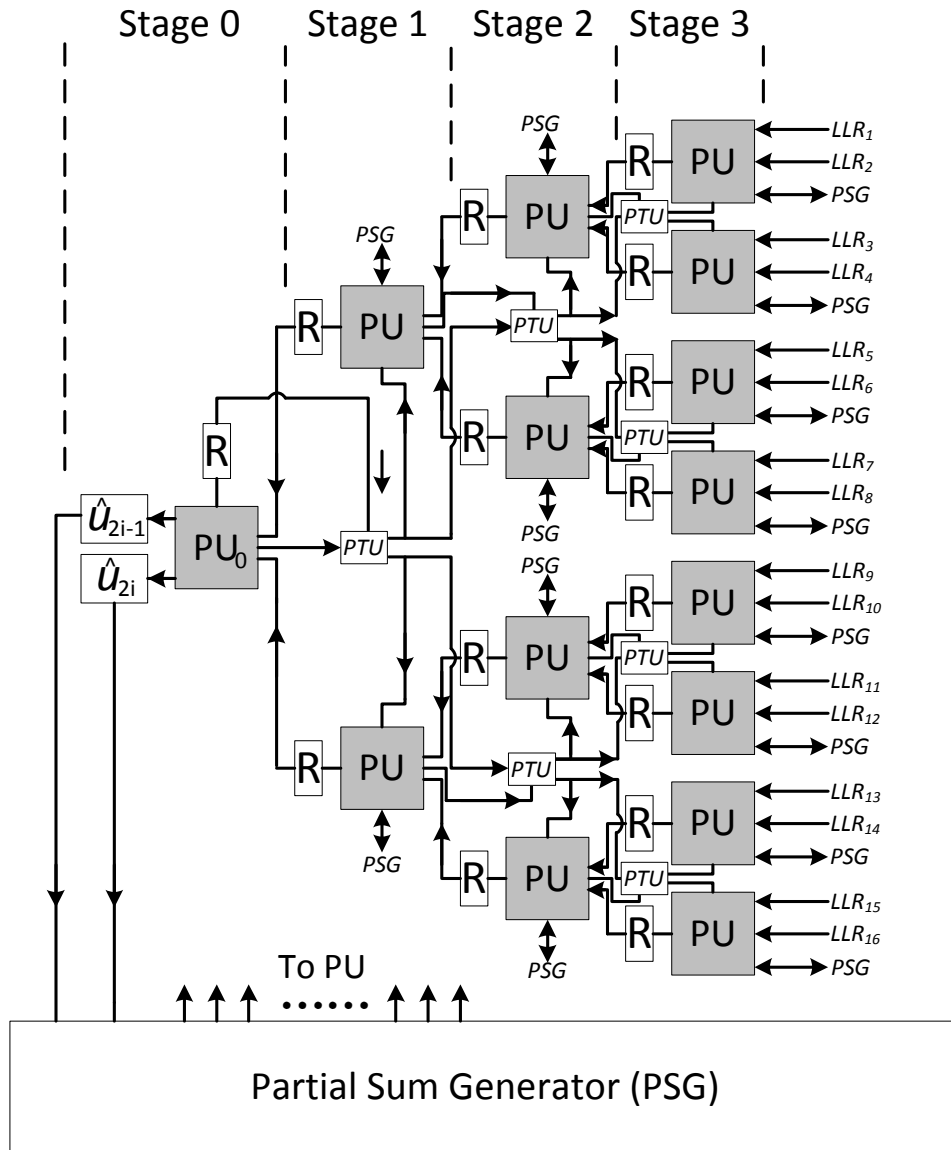 Stage 0 Stage 1 Stage 2 Stage 3
PSG
R PU LLR₁
LLR₂
PSG
R PU
PTU
R PU LLR₃
LLR₄
PSG
PSG
R PU
PTU
R PU LLR₅
LLR₆
PSG
R PU
PTU
R PU LLR₇
LLR₈
PSG
PSG
R
û₂ᵢ₋₁
PU₀
û₂ᵢ
PTU
PSG
R PU LLR₉
LLR₁₀
PSG
R PU
PTU
R PU LLR₁₁
LLR₁₂
PSG
R PU
PSG
PTU
R PU LLR₁₃
LLR₁₄
PSG
R PU
PSG
PTU
R PU LLR₁₅
LLR₁₆
PSG
To PU
Partial Sum Generator (PSG)